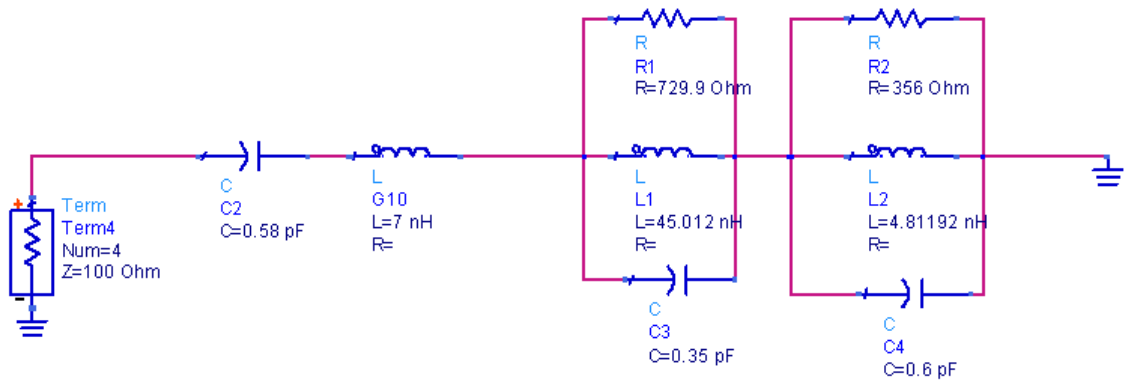 R
R1
R=729.9 Ohm
R
R2
R=356 Ohm
+
Term
Term4
Num=4
Z=100 Ohm
-
C
C2
C=0.58 pF
L
G10
L=7 nH
R=
L
L1
L=45.012 nH
R=
L
L2
L=4.81192 nH
R=
C
C3
C=0.35 pF
C
C4
C=0.6 pF